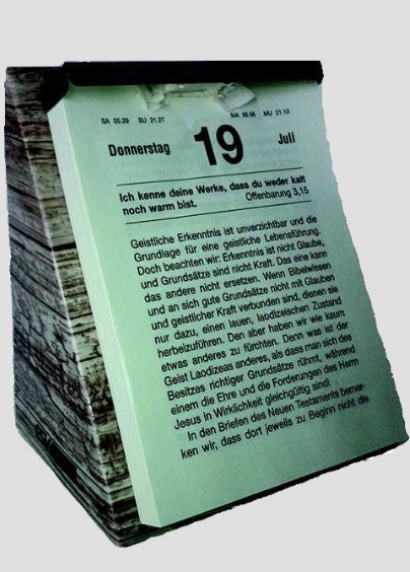 SA 05.29 SU 21.27 MA 05.58 MU 21.10
Donnerstag 19 Juli
Ich kenne deine Werke, dass du weder kalt
noch warm bist. Offenbarung 3,15
Geistliche Erkenntnis ist unverzichtbar und die
Grundlage für eine geistliche Lebensführung.
Doch beachten wir: Erkenntnis ist nicht Glaube,
und Grundsätze sind nicht Kraft. Das eine kann
das andere nicht ersetzen. Wenn Bibelwissen
und an sich gute Grundsätze nicht mit Glauben
und geistlicher Kraft verbunden sind, dienen sie
nur dazu, einen lauen, laodizeischen Zustand
herbeizuführen. Den aber haben wir wie kaum
etwas anderes zu fürchten. Denn was ist der
Geist Laodizeas anderes, als dass man sich des
Besitzes richtiger Grundsätze rühmt, während
einem die Ehre und die Forderungen des Herrn
Jesus in Wirklichkeit gleichgültig sind!
In den Briefen des Neuen Testaments bemer-
ken wir, dass dort jeweils zu Beginn nicht die